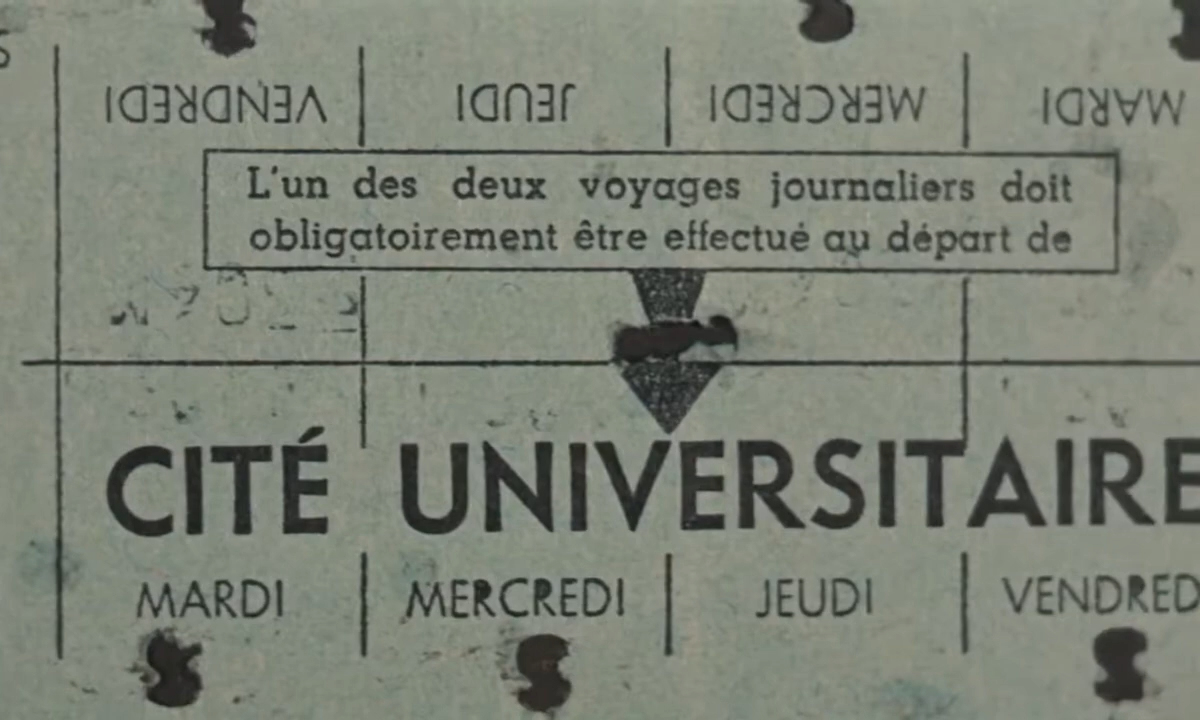 VENDREDI JEUDI MERCREDI MARDI
L'un des deux voyages journaliers doit
obligatoirement être effectué au départ de
CITÉ UNIVERSITAIRE
MARDI MERCREDI JEUDI VENDRED